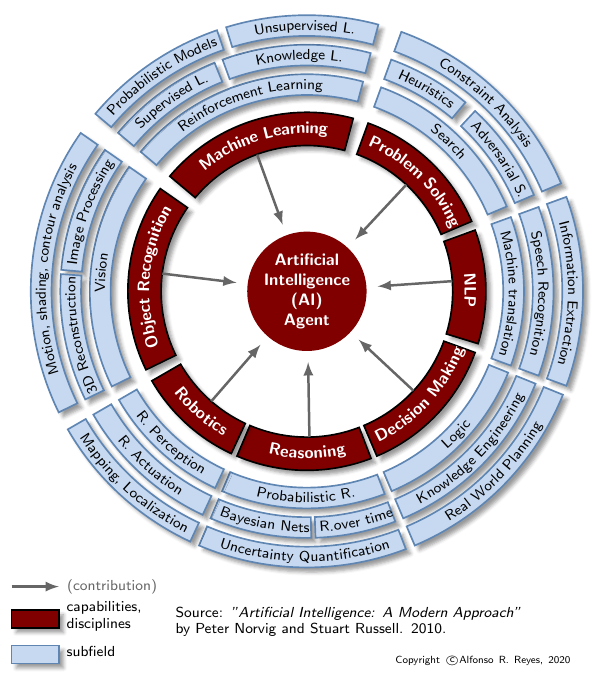 Unsupervised L.
Probabilistic Models
Knowledge L.
Supervised L.
Reinforcement Learning
Machine Learning
Constraint Analysis
Heuristics
Adversarial S.
Search
Problem Solving
Motion, shading, contour analysis
Image Processing
3D Reconstruction
Vision
Object Recognition
Artificial
Intelligence
(AI)
Agent
NLP
Machine translation
Speech Recognition
Information Extraction
Robotics
R. Perception
R. Actuation
Mapping, Localization
Reasoning
Probabilistic R.
Bayesian Nets
R.over time
Uncertainty Quantification
Decision Making
Logic
Knowledge Engineering
Real World Planning
(contribution)
capabilities,
disciplines
subfield
Source: "Artificial Intelligence: A Modern Approach"
by Peter Norvig and Stuart Russell. 2010.
Copyright ©Alfonso R. Reyes, 2020